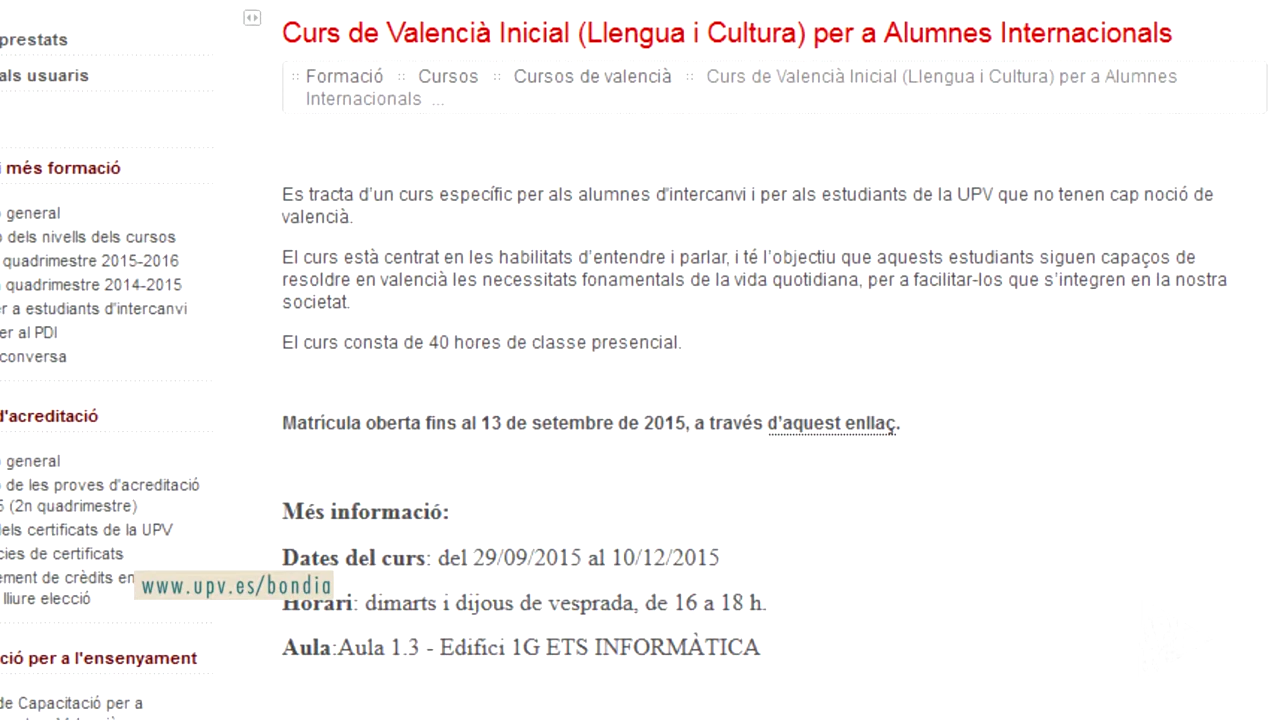 prestats
als usuaris
i més formació
general
dels nivells dels cursos
quadrimestre 2015-2016
quadrimestre 2014-2015
r a estudiants d'intercanvi
er al PDI
conversa
d'acreditació
general
de les proves d'acreditació
5 (2n quadrimestre)
dels certificats de la UPV
cies de certificats
ement de crèdits en
lliure elecció
ció per a l'ensenyament
de Capacitació per a
Curs de Valencià Inicial (Llengua i Cultura) per a Alumnes Internacionals
:: Formació :: Cursos :: Cursos de valencià :: Curs de Valencià Inicial (Llengua i Cultura) per a Alumnes
Internacionals ...
Es tracta d’un curs específic per als alumnes d'intercanvi i per als estudiants de la UPV que no tenen cap noció de
valencià.
El curs està centrat en les habilitats d’entendre i parlar, i té l’objectiu que aquests estudiants siguen capaços de
resoldre en valencià les necessitats fonamentals de la vida quotidiana, per a facilitar-los que s’integren en la nostra
societat.
El curs consta de 40 hores de classe presencial.
Matrícula oberta fins al 13 de setembre de 2015, a través d’aquest enllaç.
Més informació:
Dates del curs: del 29/09/2015 al 10/12/2015
www.upv.es/bondia
Horari: dimarts i dijous de vesprada, de 16 a 18 h.
Aula:Aula 1.3 - Edifici 1G ETS INFORMÀTICA